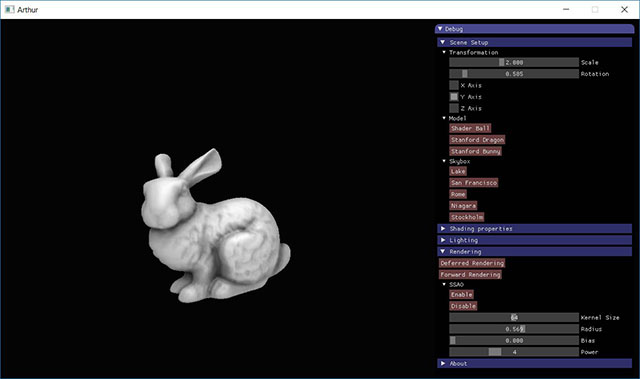 Arthur
Debug
Scene Setup
Transformation
2.000 Scale
0.505 Rotation
X Axis
Y Axis
Z Axis
Model
Shader Ball
Stanford Dragon
Stanford Bunny
Skybox
Lake
San Francisco
Rome
Niagara
Stockholm
Shading properties
Lighting
Rendering
Deferred Rendering
Forward Rendering
SSAO
Enable
Disable
64 Kernel Size
0.569 Radius
0.000 Bias
4 Power
About